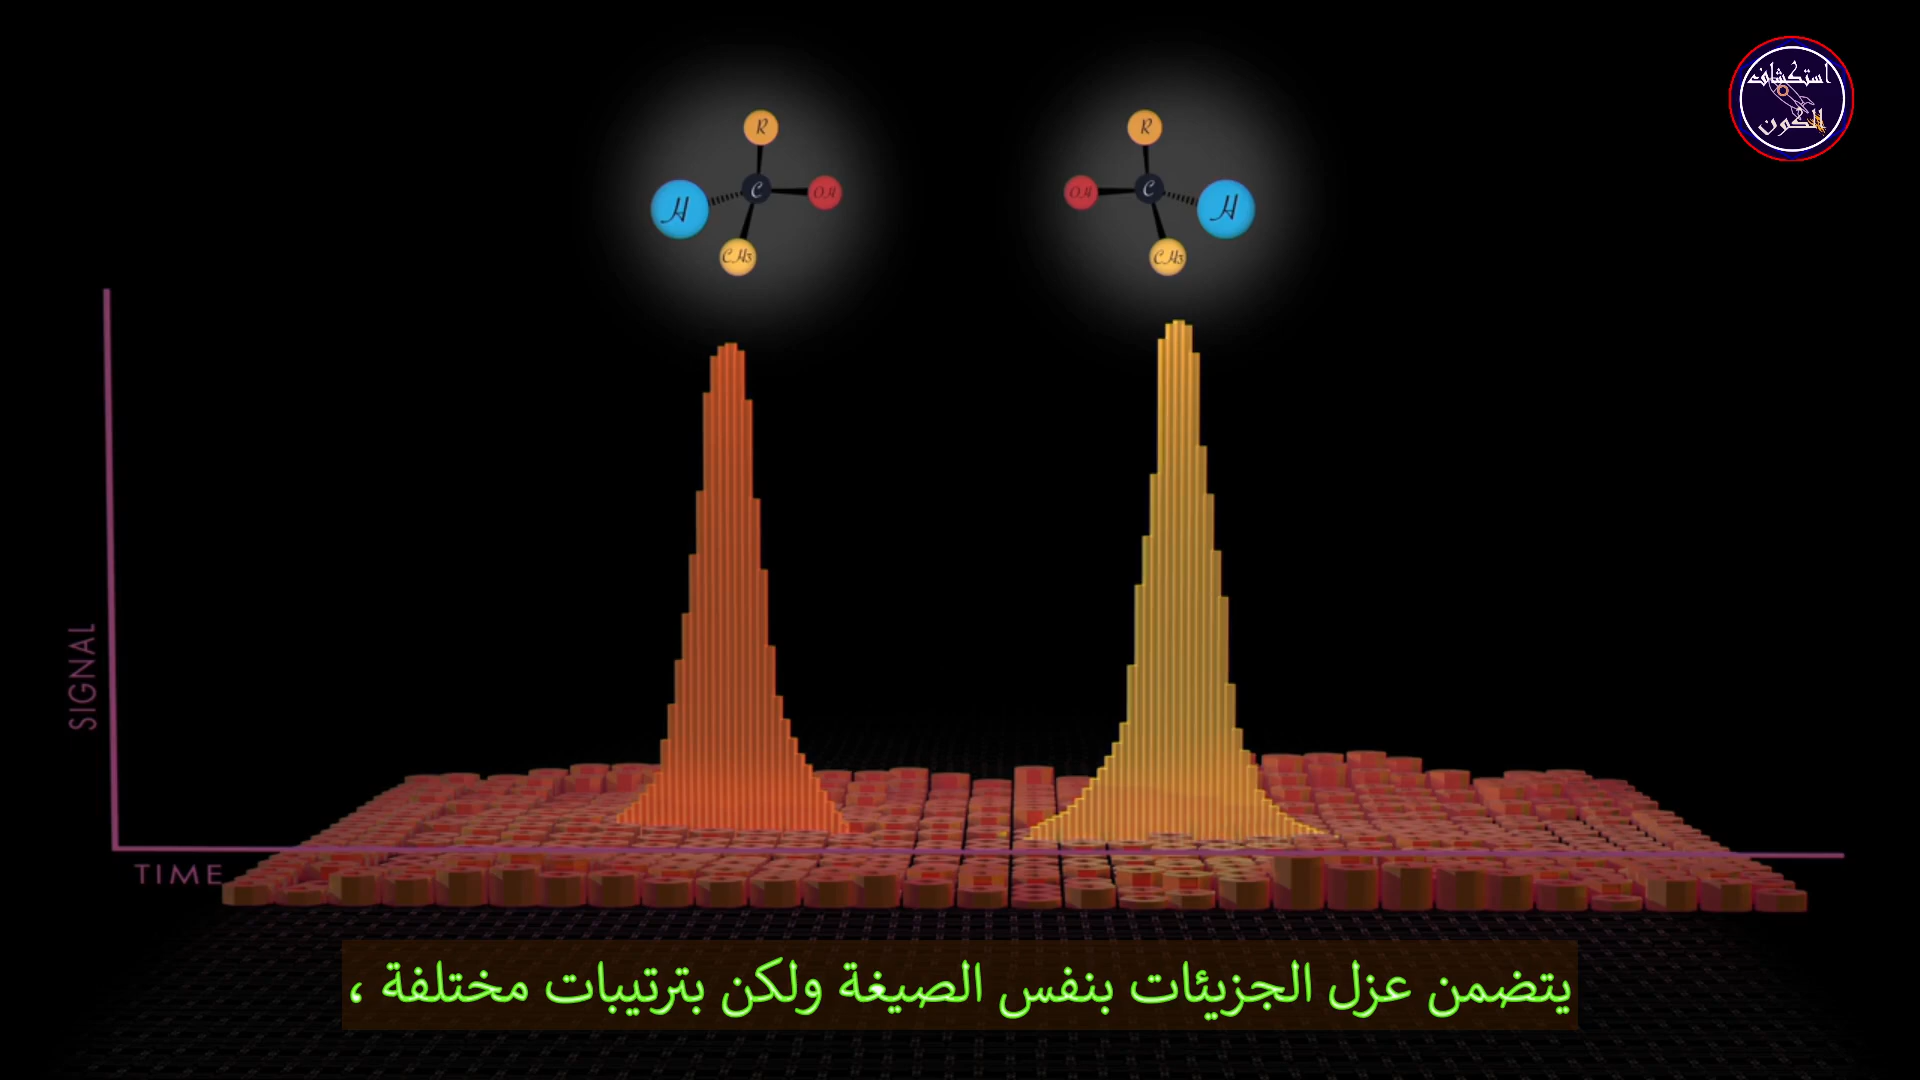 استكشاف
الكون
R
H
C
OH
CH3
R
OH
C
H
CH3
SIGNAL
TIME
يتضمن عزل الجزيئات بنفس الصيغة ولكن بترتيبات مختلفة ،